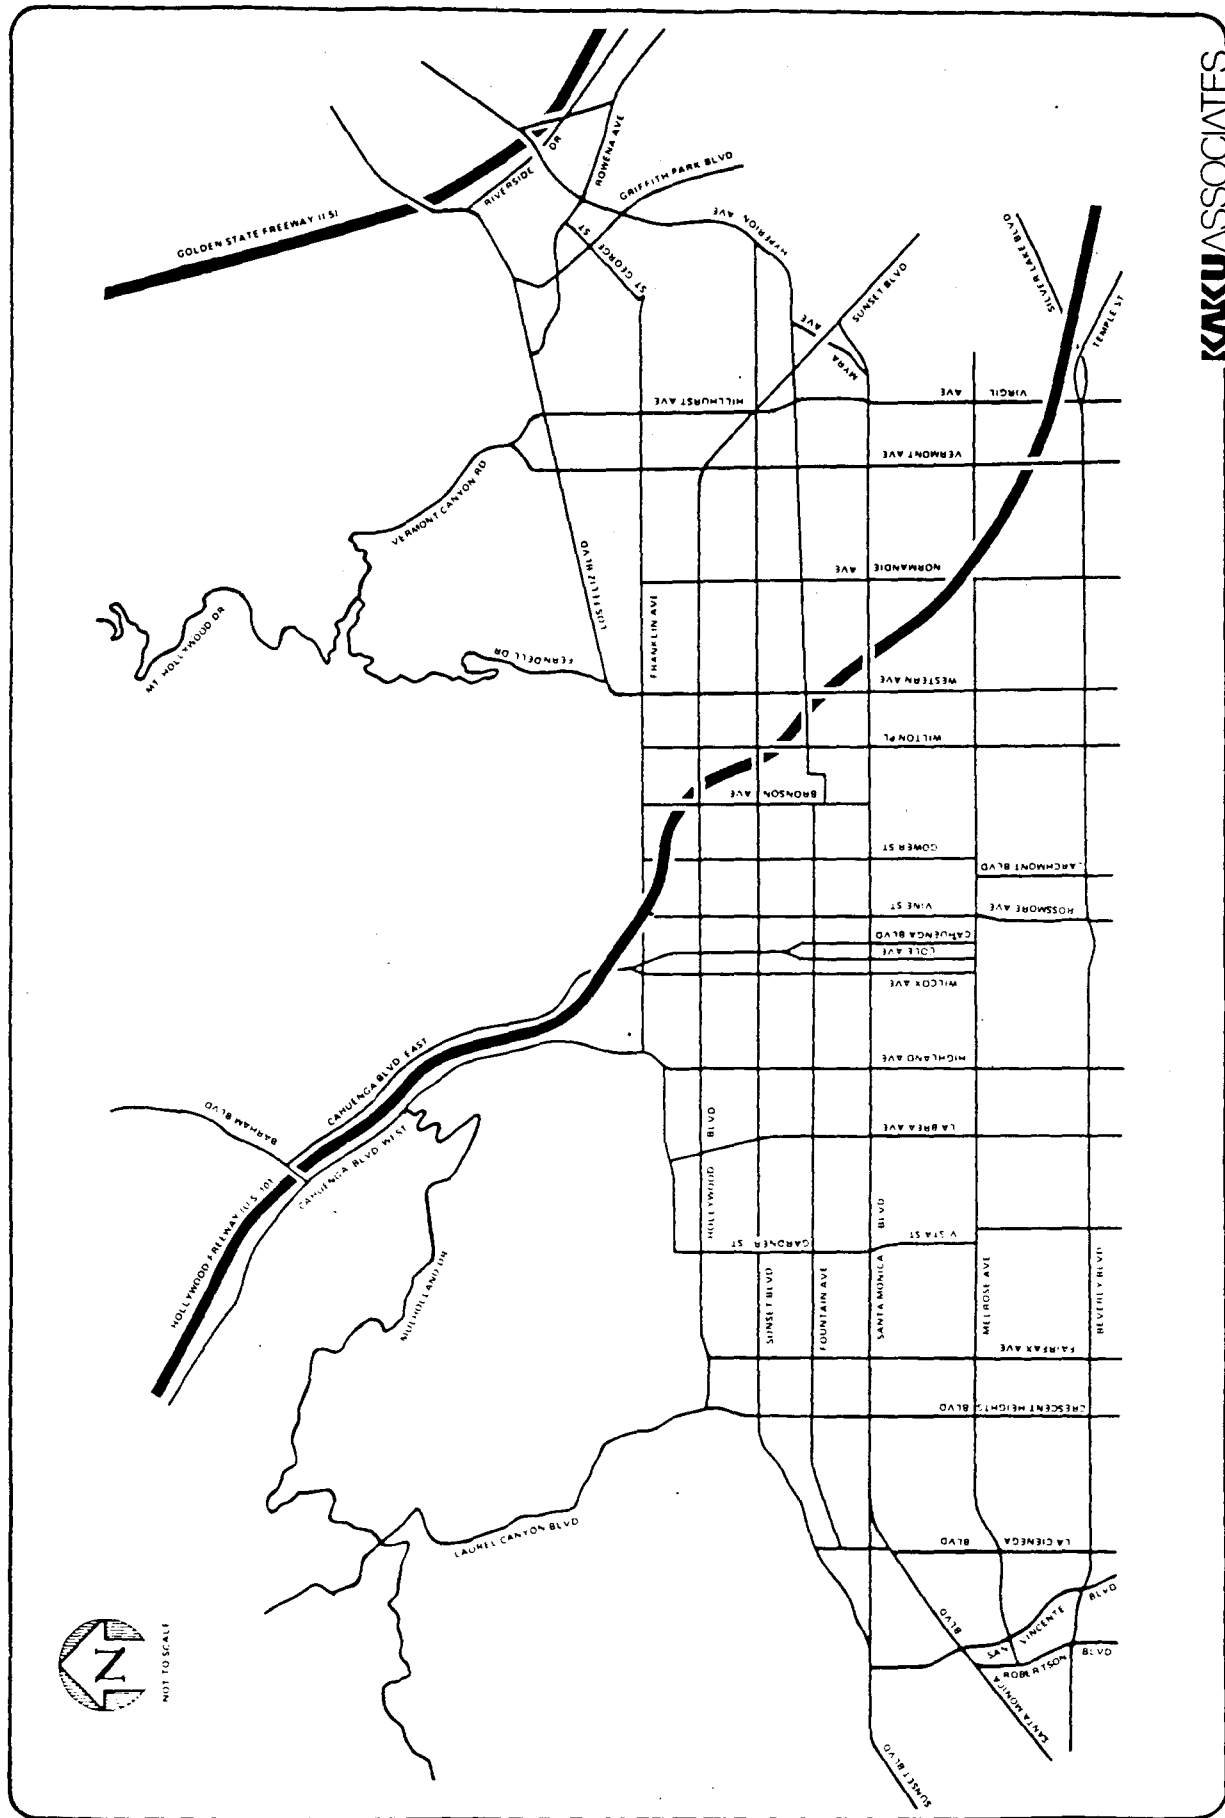 KAKUASSOCIATES
GOLDEN STATE FREEWAY (I 5)
RIVERSIDE DR
ROWENA AVE
GRIFFITH PARK BLVD
ST GEORGE ST
HYPERION AVE
SUNSET BLVD
MYRA AVE
SILVER LAKE BLVD
TEMPLE ST
HILLHURST AVE
VIRGIL AVE
VERMONT AVE
VERMONT CANYON RD
LOS FELIZ BLVD
NORMANDIE AVE
MT. HOLLYWOOD DR
FERNDELL DR
FRANKLIN AVE
WESTERN AVE
WILTON PL
BRONSON AVE
GOWER ST
LARCHMONT BLVD
VINE ST
ROSSMORE AVE
CAHUENGA BLVD
COLE AVE
WILCOX AVE
HIGHLAND AVE
CAHUENGA BLVD EAST
BARHAM BLVD
CAHUENGA BLVD WEST
HOLLYWOOD FREEWAY (U.S. 101)
LA BREA AVE
HOLLYWOOD BLVD
GARDNER ST
VISTA ST
MULHOLLAND DR
SUNSET BLVD
FOUNTAIN AVE
SANTA MONICA BLVD
MELROSE AVE
BEVERLY BLVD
FAIRFAX AVE
CRESCENT HEIGHTS BLVD
LAUREL CANYON BLVD
LA CIENEGA BLVD
SAN VINCENTE BLVD
ROBERTSON BLVD
SANTA MONICA BLVD
SUNSET BLVD
N
NOT TO SCALE